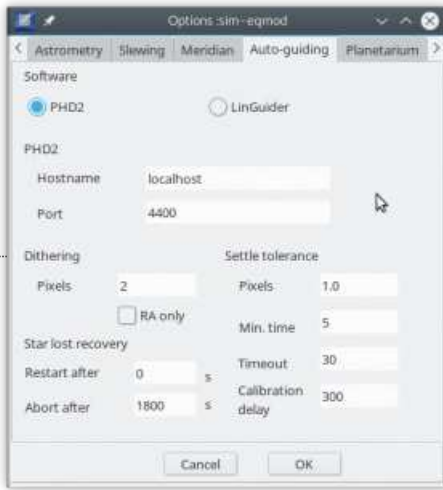 Options :sim-eqmod
Astrometry Slewing Meridian Auto-guiding Planetarium
Software
PHD2 LinGuider
PHD2
Hostname localhost
Port 4400
Dithering Settle tolerance
Pixels 2 Pixels 1.0
RA only Min. time 5
Star lost recovery
Restart after 0 s Timeout 30
Abort after 1800 s Calibration delay 300
Cancel OK